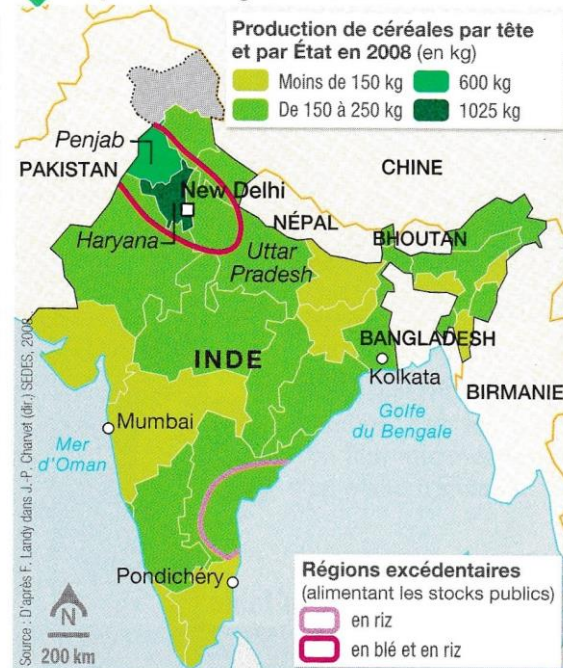 Production de céréales par tête
et par État en 2008 (en kg)
Moins de 150 kg
600 kg
De 150 à 250 kg
1025 kg
Penjab
PAKISTAN
CHINE
New Delhi
NÉPAL
Haryana
BHOUTAN
Uttar
Pradesh
INDE
BANGLADESH
Kolkata
BIRMANIE
Mumbai
Golfe
du Bengale
Mer
d'Oman
Pondichéry
Régions excédentaires
(alimentant les stocks publics)
en riz
en blé et en riz
N
200 km
Source : D'après F. Landy dans J.-P. Charvet (dir.) SEDES, 2008